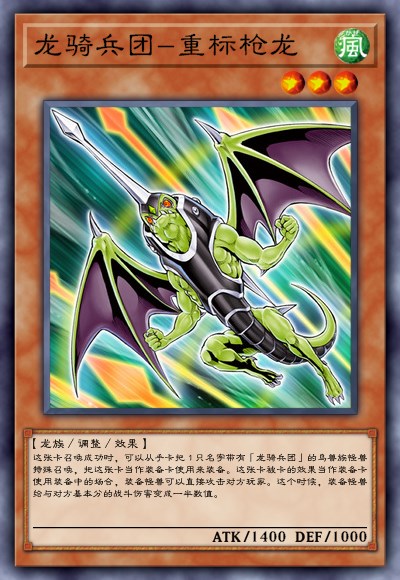 龙骑兵团-重标枪龙
風
【龙族／调整／效果】
这张卡召唤成功时，可以从手卡把1只名字带有「龙骑兵团」的鸟兽族怪兽
特殊召唤，把这张卡当作装备卡使用来装备。这张卡被卡的效果当作装备卡
使用装备中的场合，装备怪兽可以直接攻击对方玩家。这个时候，装备怪兽
给与对方基本分的战斗伤害变成一半数值。
ATK/1400 DEF/1000